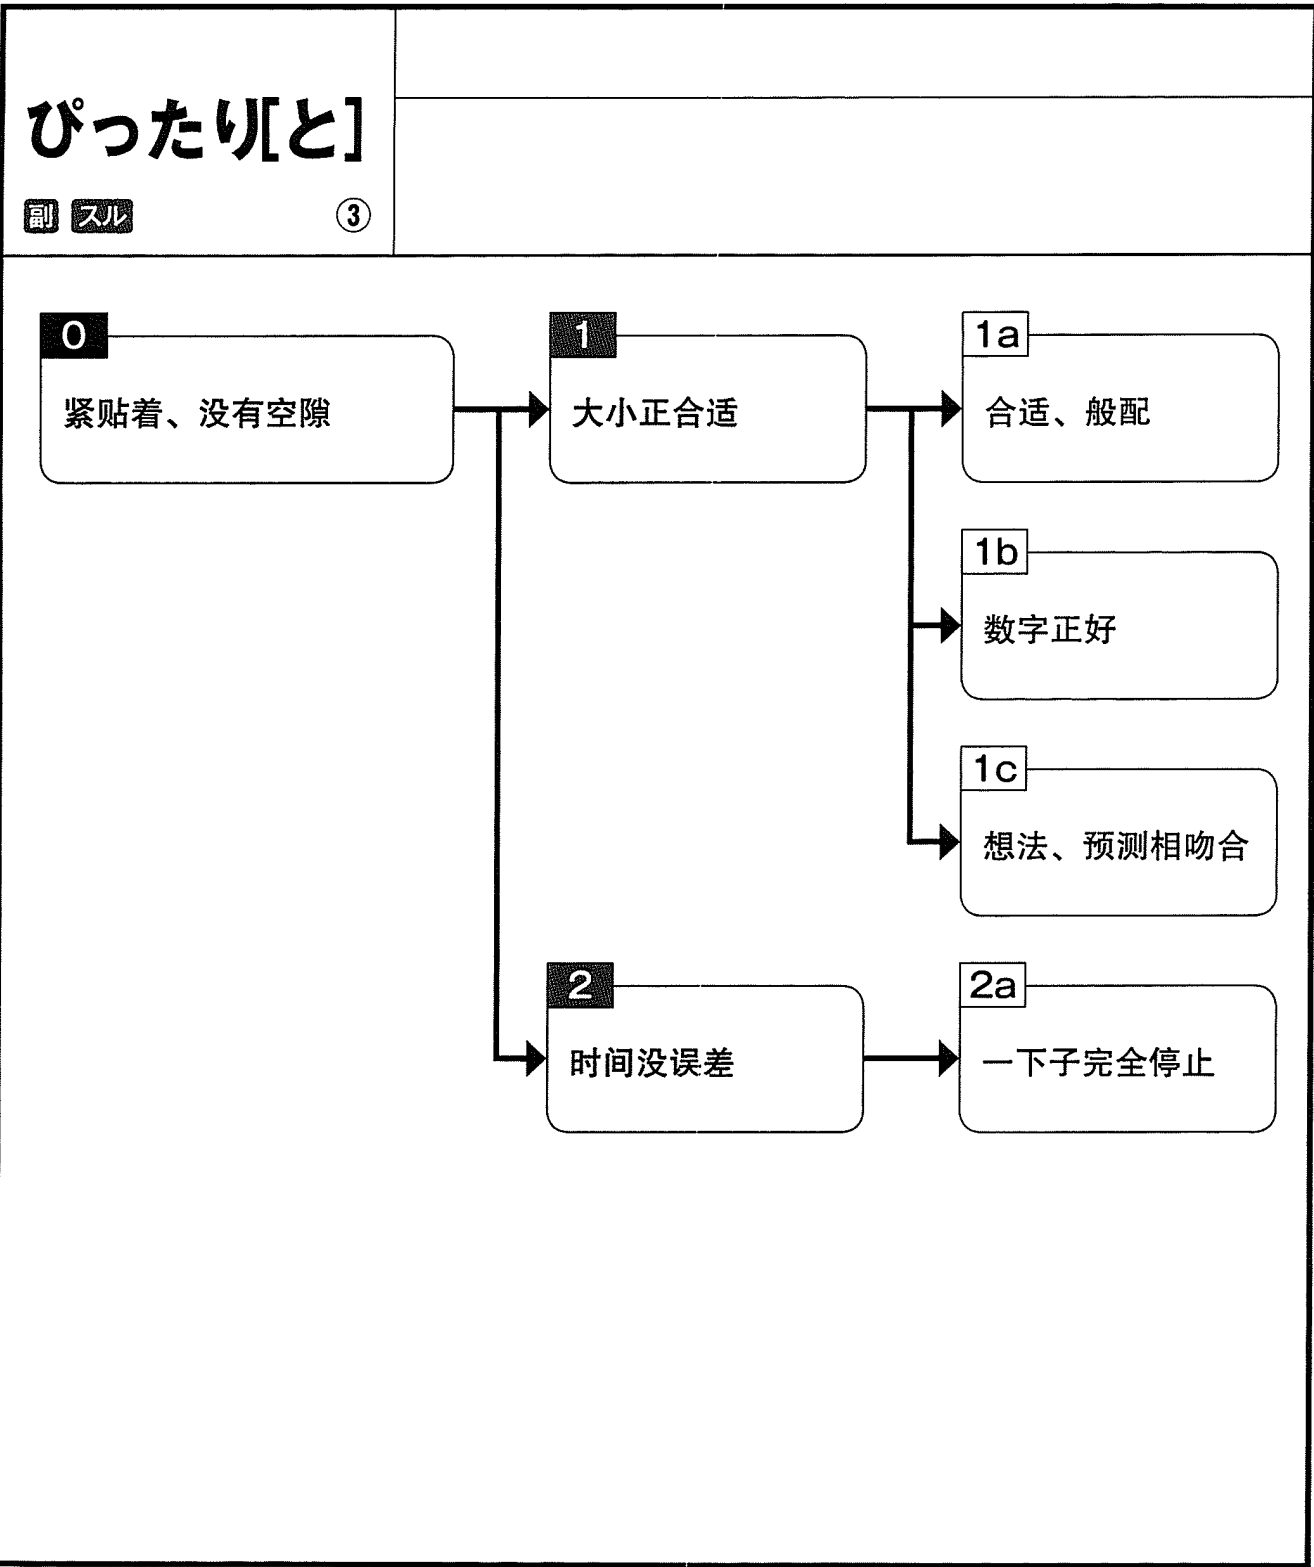 ぴったり[と]
副 スル ③
0
紧贴着、没有空隙
1
大小正合适
1a
合适、般配
1b
数字正好
1c
想法、预测相吻合
2
时间没误差
2a
一下子完全停止